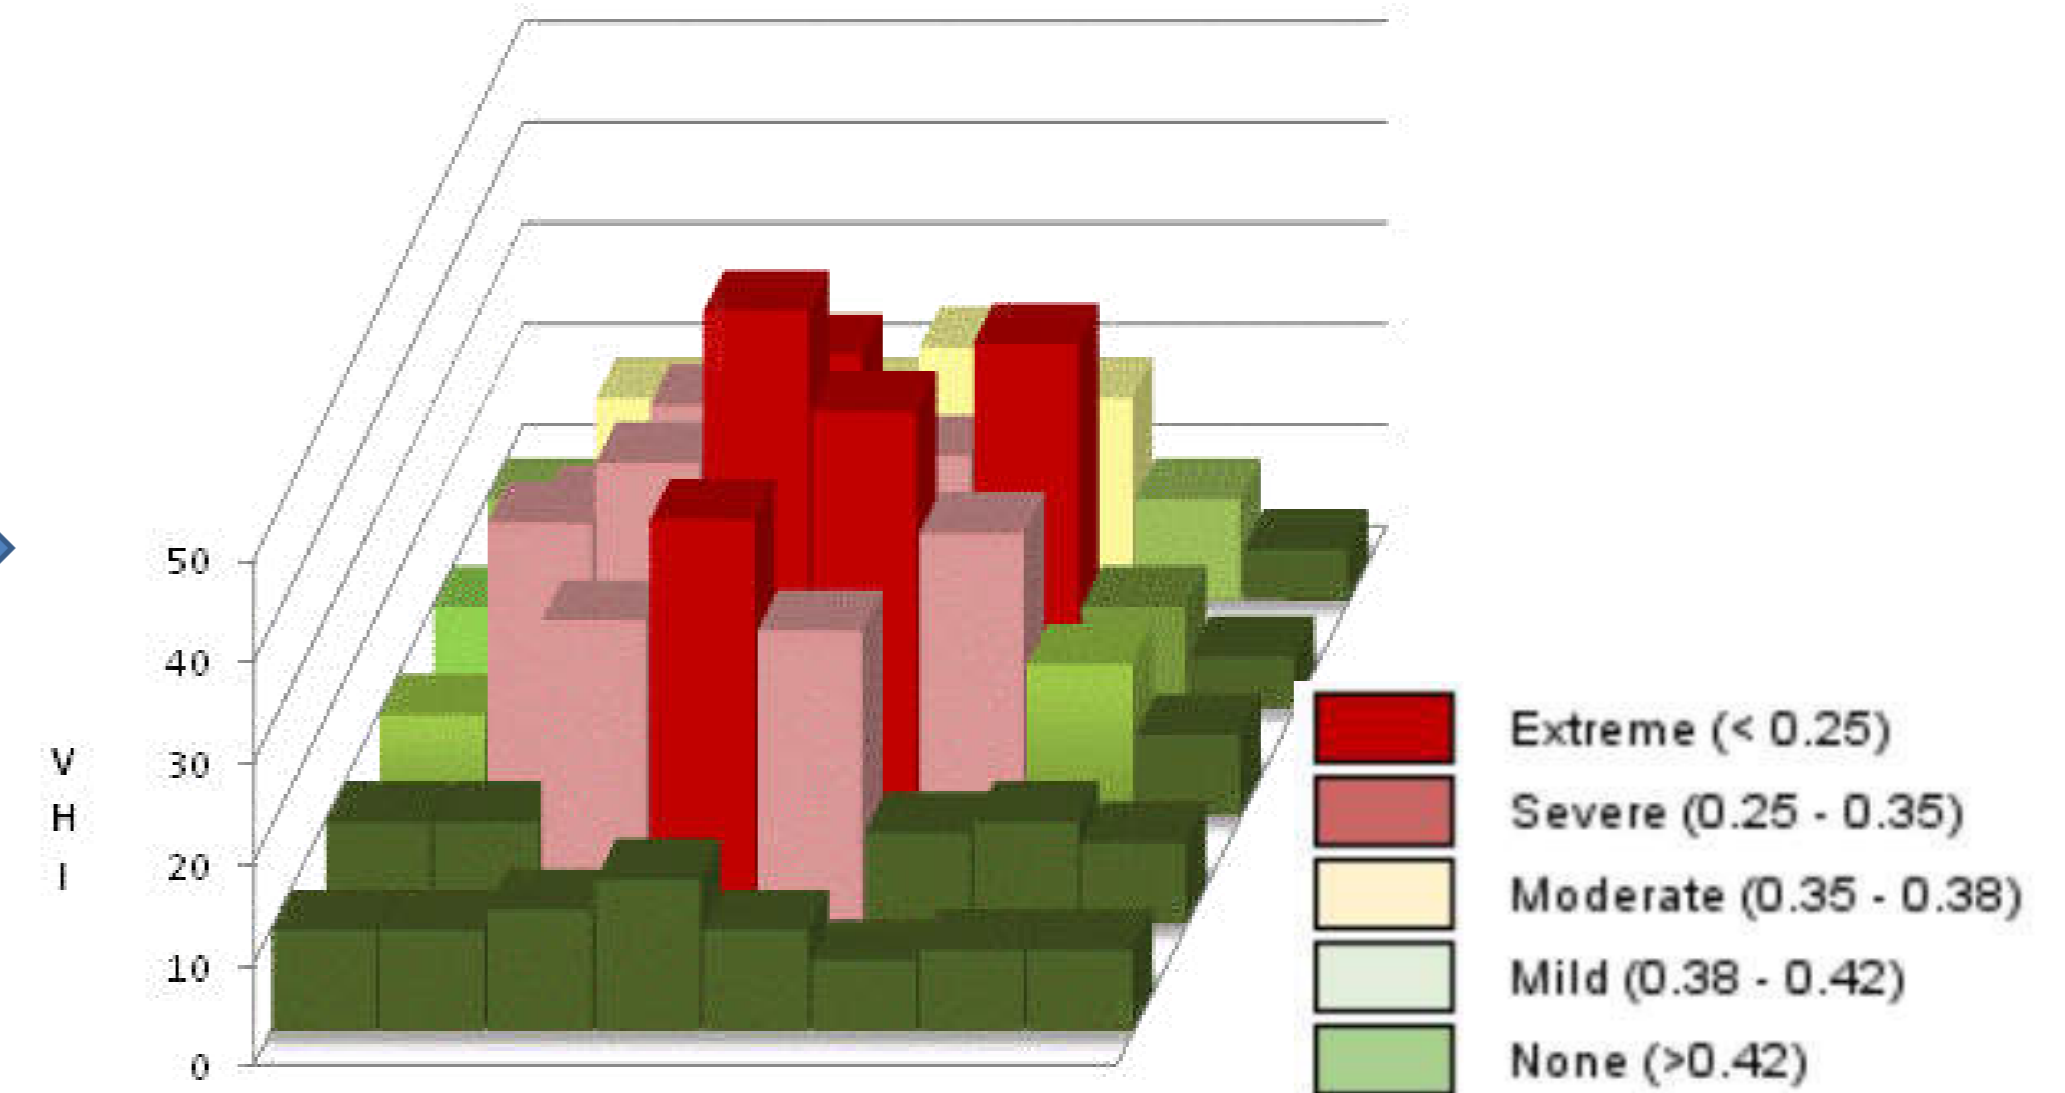 50
40
30
20
10
0
V
H
I
Extreme (< 0.25)
Severe (0.25 - 0.35)
Moderate (0.35 - 0.38)
Mild (0.38 - 0.42)
None (>0.42)